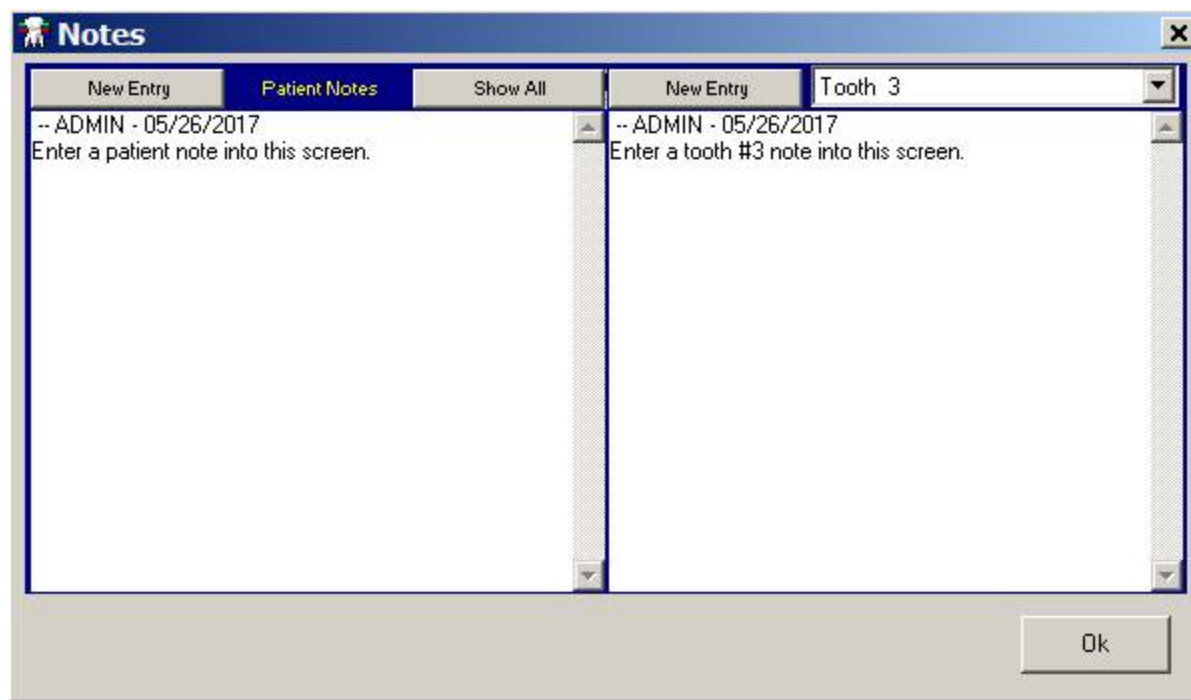 Notes
New Entry Patient Notes Show All New Entry Tooth 3
-- ADMIN - 05/26/2017
Enter a patient note into this screen.
-- ADMIN - 05/26/2017
Enter a tooth #3 note into this screen.
Ok